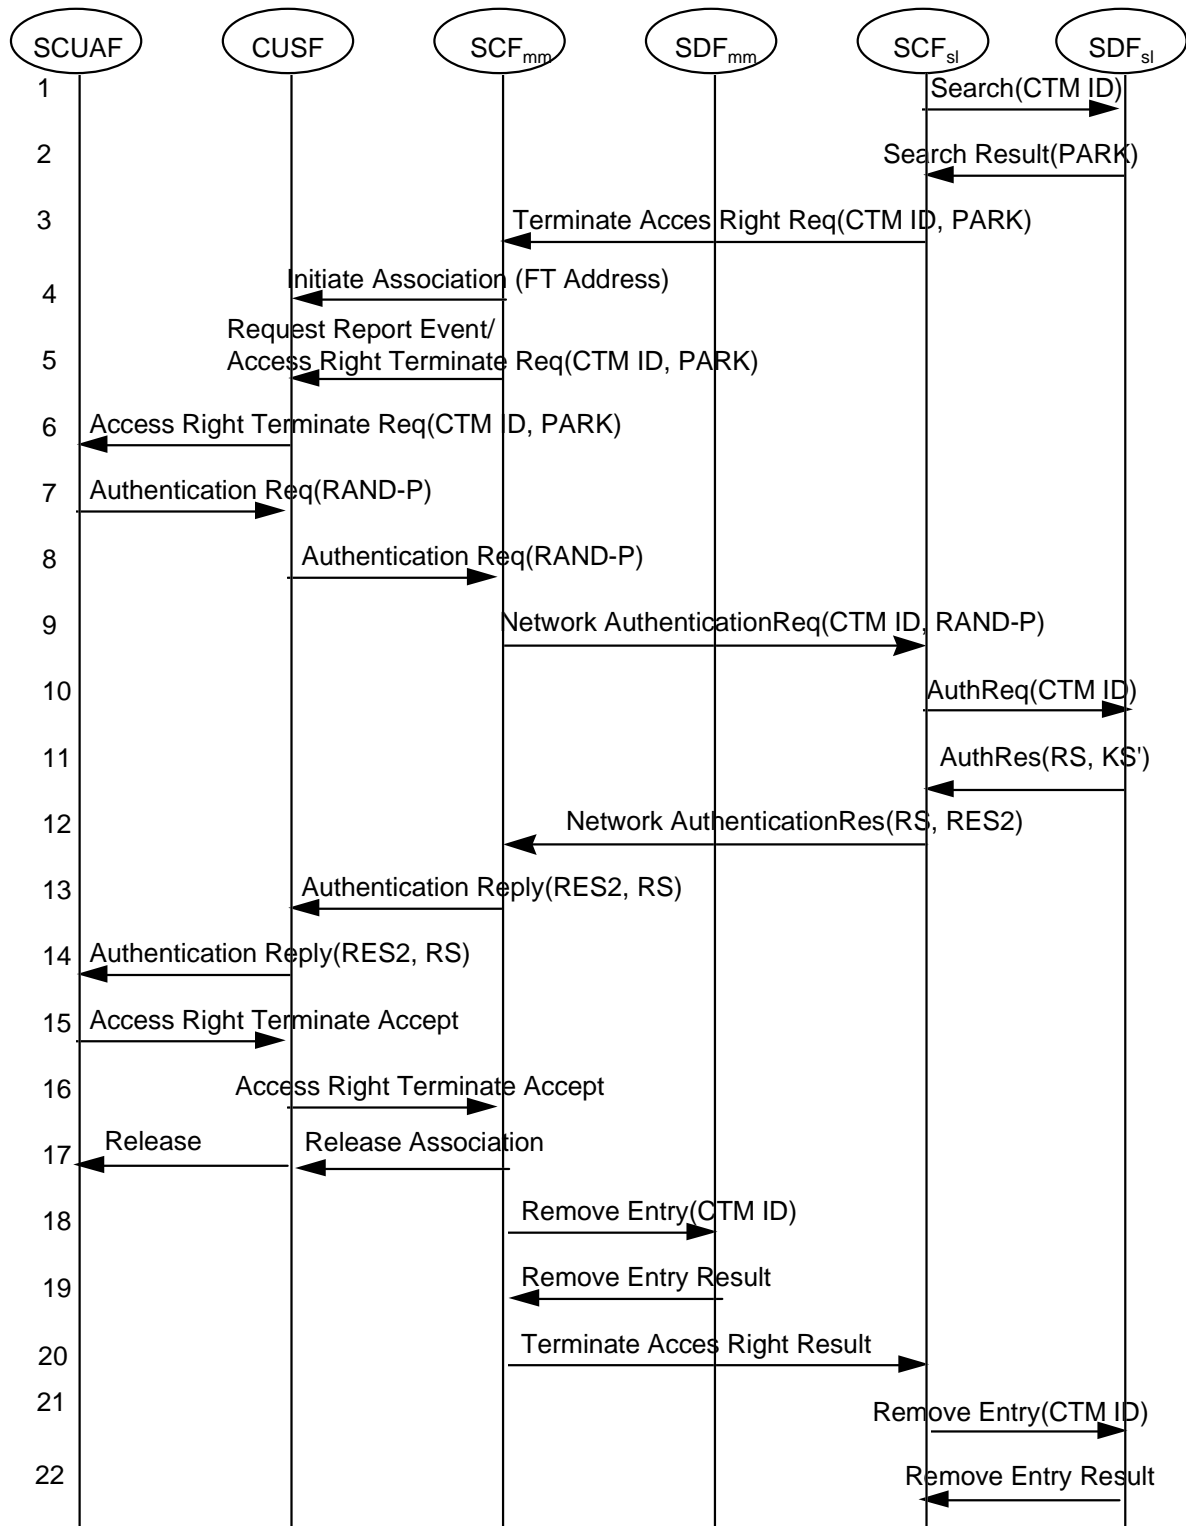 SCUAF CUSF SCFmm SDFmm SCFsl SDFsl
1 Search(CTM ID)
2 Search Result(PARK)
3 Terminate Acces Right Req(CTM ID, PARK)
4 Initiate Association (FT Address)
Request Report Event/
5 Access Right Terminate Req(CTM ID, PARK)
6 Access Right Terminate Req(CTM ID, PARK)
7 Authentication Req(RAND-P)
8 Authentication Req(RAND-P)
9 Network AuthenticationReq(CTM ID, RAND-P)
10 AuthReq(CTM ID)
11 AuthRes(RS, KS')
12 Network AuthenticationRes(RS, RES2)
13 Authentication Reply(RES2, RS)
14 Authentication Reply(RES2, RS)
15 Access Right Terminate Accept
16 Access Right Terminate Accept
17 Release Release Association
18 Remove Entry(CTM ID)
19 Remove Entry Result
20 Terminate Acces Right Result
21 Remove Entry(CTM ID)
22 Remove Entry Result